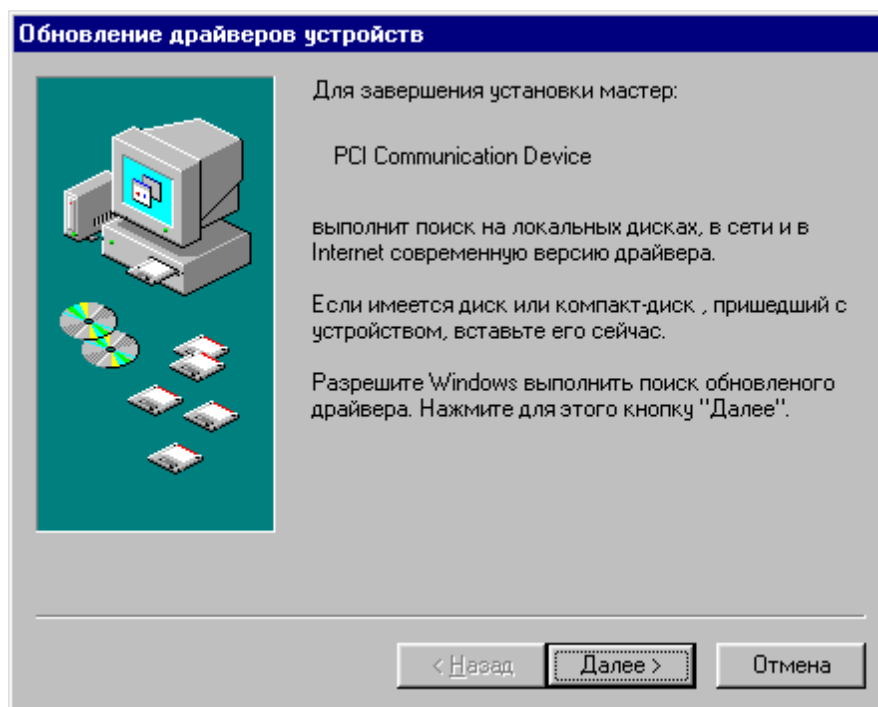 Обновление драйверов устройств
Для завершения установки мастер:
PCI Communication Device
выполнит поиск на локальных дисках, в сети и в
Internet современную версию драйвера.
Если имеется диск или компакт-диск , пришедший с
устройством, вставьте его сейчас.
Разрешите Windows выполнить поиск обновленого
драйвера. Нажмите для этого кнопку "Далее".
< Назад
Далее >
Отмена